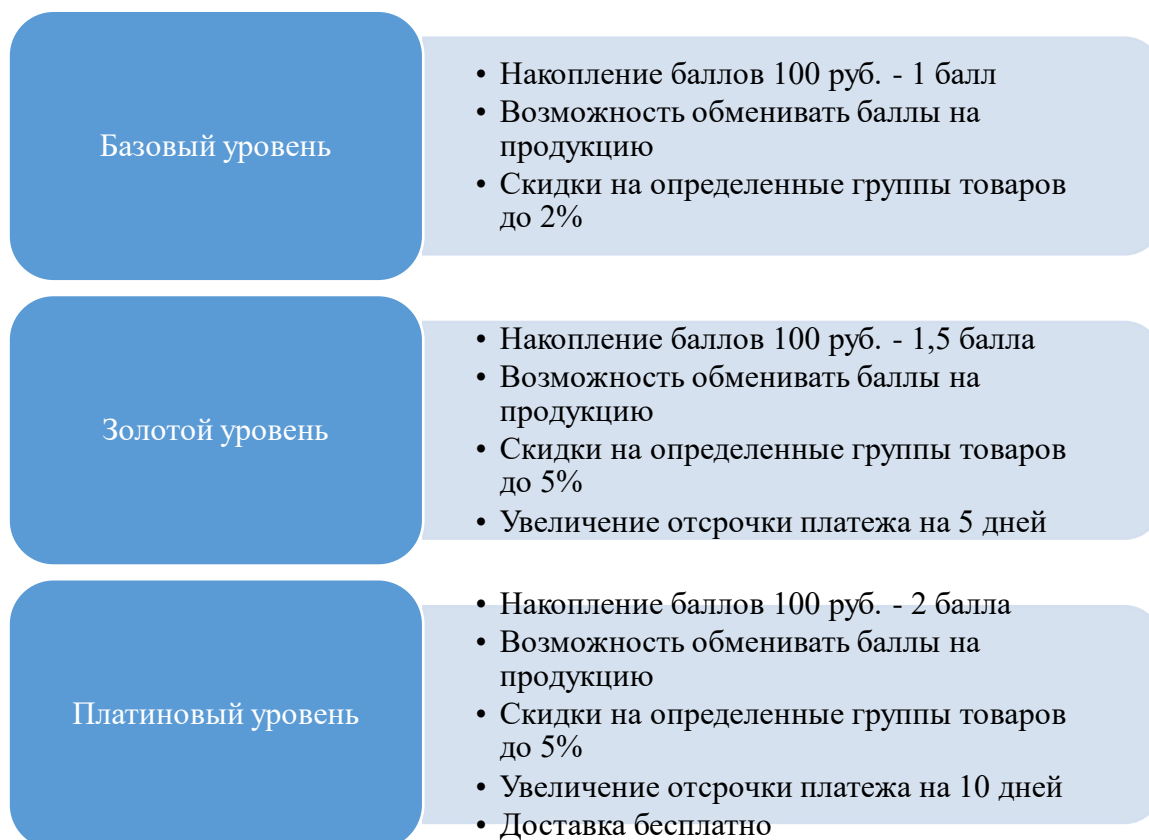 Базовый уровень
• Накопление баллов 100 руб. - 1 балл
• Возможность обменивать баллы на
продукцию
• Скидки на определенные группы товаров
до 2%
Золотой уровень
• Накопление баллов 100 руб. - 1,5 балла
• Возможность обменивать баллы на
продукцию
• Скидки на определенные группы товаров
до 5%
• Увеличение отсрочки платежа на 5 дней
Платиновый уровень
• Накопление баллов 100 руб. - 2 балла
• Возможность обменивать баллы на
продукцию
• Скидки на определенные группы товаров
до 5%
• Увеличение отсрочки платежа на 10 дней
• Доставка бесплатно